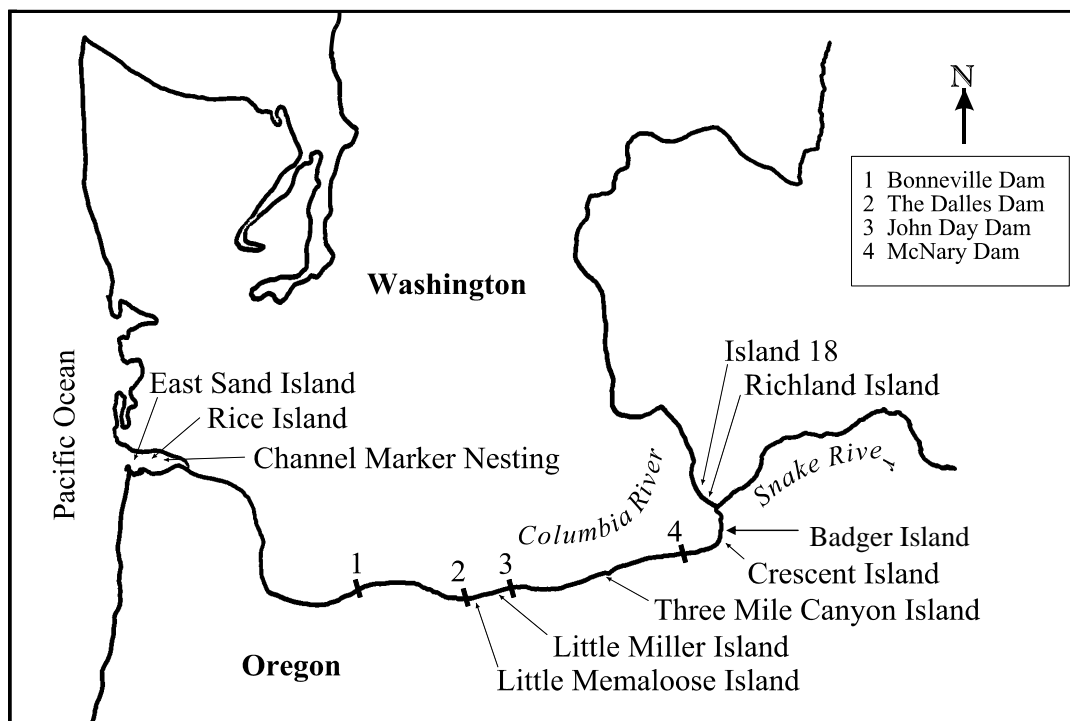 N
1 Bonneville Dam
2 The Dalles Dam
3 John Day Dam
4 McNary Dam
Washington
Island 18
Richland Island
Pacific Ocean
East Sand Island
Rice Island
Channel Marker Nesting
Snake Rive r
Columbia River
Badger Island
Crescent Island
1
2
3
4
Three Mile Canyon Island
Little Miller Island
Little Memaloose Island
Oregon